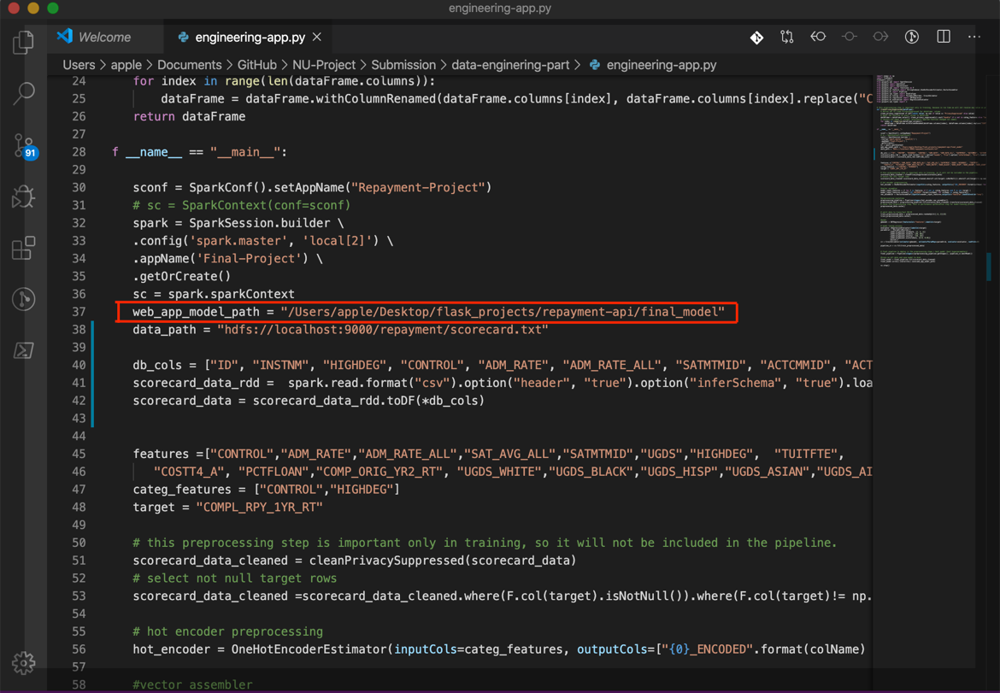 engineering-app.py
Welcome
engineering-app.py
Users > apple > Documents > GitHub > NU-Project > Submission > data-enginering-part > engineering-app.py
91
24 for index in range(len(dataFrame.columns)):
25 dataFrame = dataFrame.withColumnRenamed(dataFrame.columns[index], dataFrame.columns[index].replace("C
26 return dataFrame
27
28 f __name__ == "__main__":
29
30 sconf = SparkConf().setAppName("Repayment-Project")
31 # sc = SparkContext(conf=sconf)
32 spark = SparkSession.builder \
33 .config('spark.master', 'local[2]') \
34 .appName('Final-Project') \
35 .getOrCreate()
36 sc = spark.sparkContext
37 web_app_model_path = "/Users/apple/Desktop/flask_projects/repayment-api/final_model"
38 data_path = "hdfs://localhost:9000/repayment/scorecard.txt"
39
40 db_cols = ["ID", "INSTNM", "HIGHDEG", "CONTROL", "ADM_RATE", "ADM_RATE_ALL", "SATMTMID", "ACTCMMID", "ACT
41 scorecard_data_rdd =  spark.read.format("csv").option("header", "true").option("inferSchema", "true").loa
42 scorecard_data = scorecard_data_rdd.toDF(*db_cols)
43
44
45 features =["CONTROL","ADM_RATE","ADM_RATE_ALL","SAT_AVG_ALL","SATMTMID","UGDS","HIGHDEG",  "TUITFTE",
46 "COSTT4_A", "PCTFLOAN","COMP_ORIG_YR2_RT", "UGDS_WHITE","UGDS_BLACK","UGDS_HISP","UGDS_ASIAN","UGDS_AI
47 categ_features = ["CONTROL","HIGHDEG"]
48 target = "COMPL_RPY_1YR_RT"
49
50 # this preprocessing step is important only in training, so it will not be included in the pipeline.
51 scorecard_data_cleaned = cleanPrivacySuppressed(scorecard_data)
52 # select not null target rows
53 scorecard_data_cleaned =scorecard_data_cleaned.where(F.col(target).isNotNull()).where(F.col(target)!= np.
54
55 # hot encoder preprocessing
56 hot_encoder = OneHotEncoderEstimator(inputCols=categ_features, outputCols=["{0}_ENCODED".format(colName)
57
58 #vector assembler